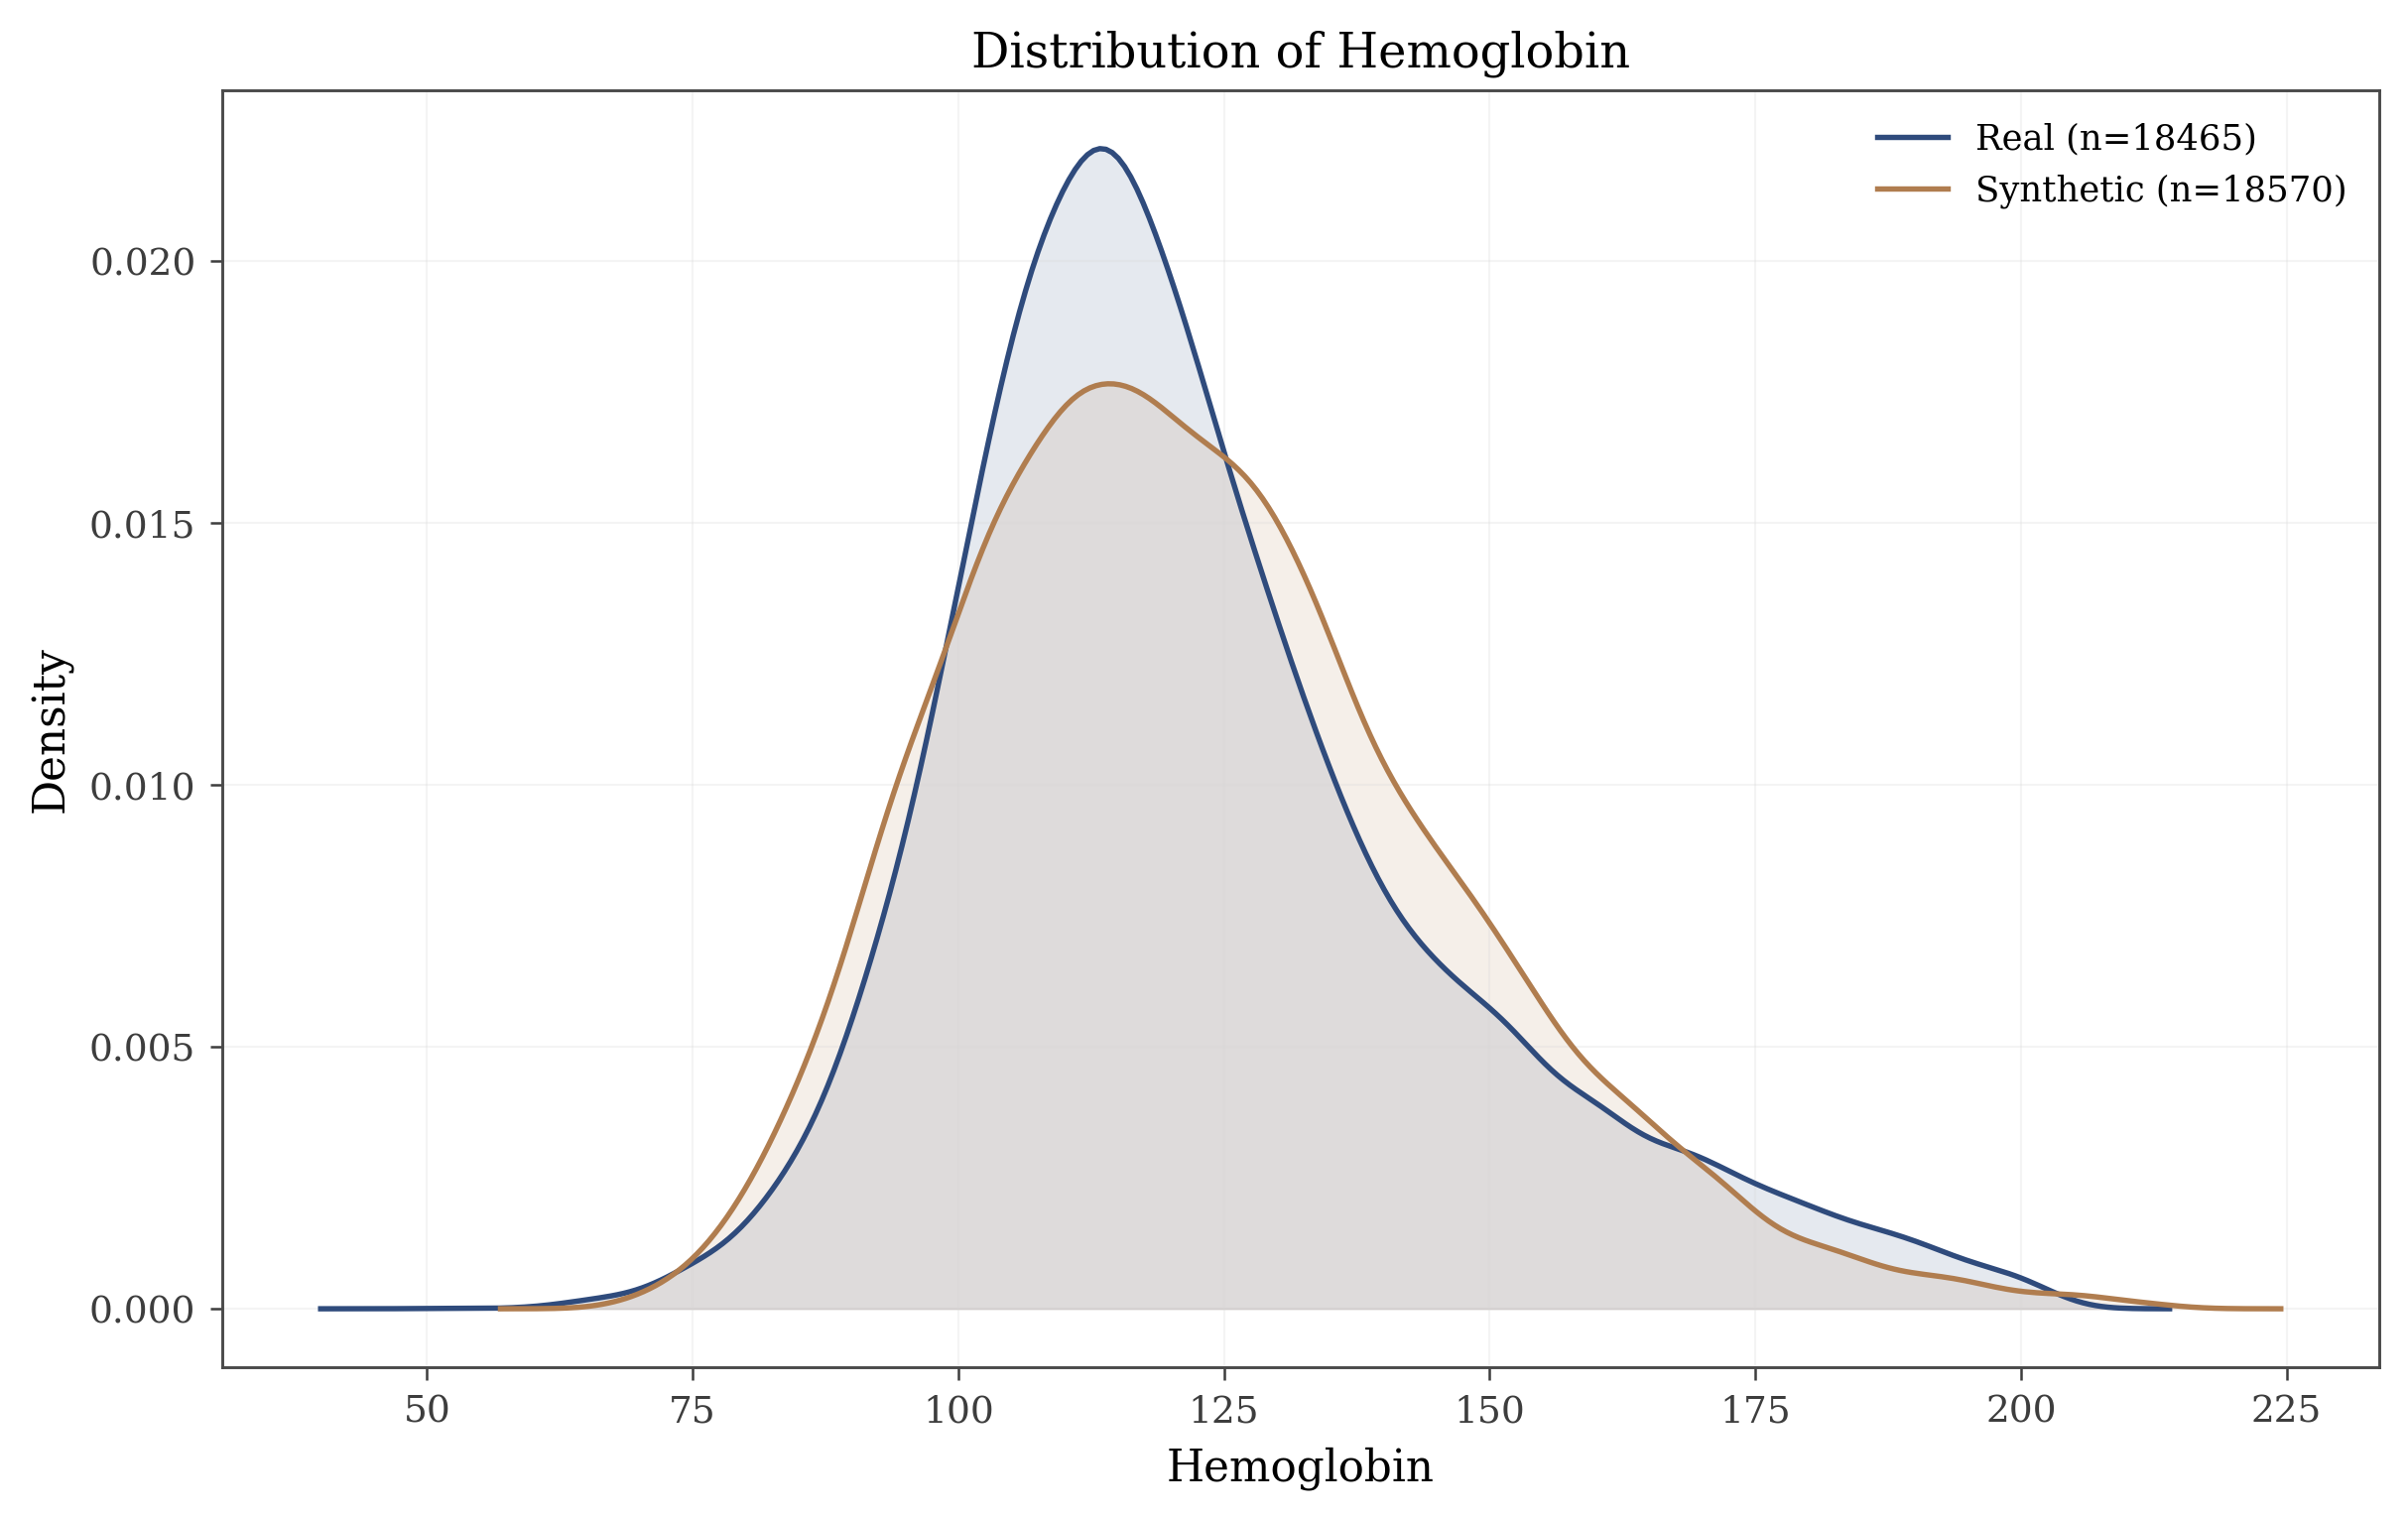 Distribution of Hemoglobin
Real (n=18465)
Synthetic (n=18570)
0.020
0.015
0.010
0.005
0.000
Density
50 75 100 125 150 175 200 225
Hemoglobin